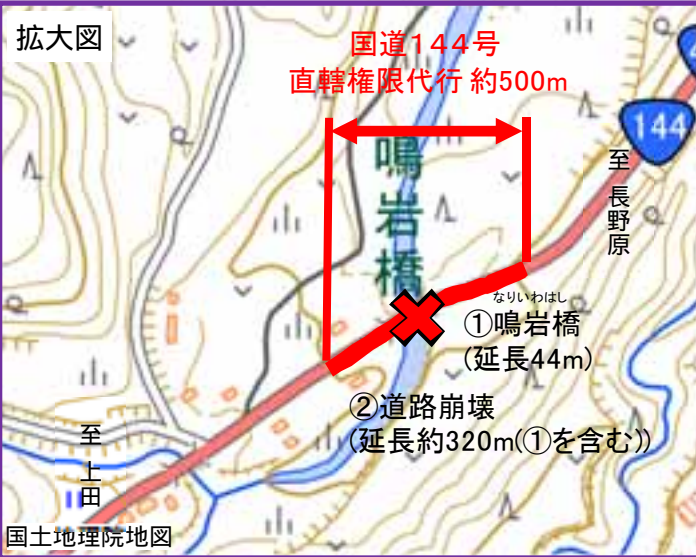 拡大図
国道144号
直轄権限代行 約500m
144
至 長野原
鳴岩橋
なりいわはし
①鳴岩橋
(延長44m)
②道路崩壊
(延長約320m(①を含む))
至 上田
国土地理院地図